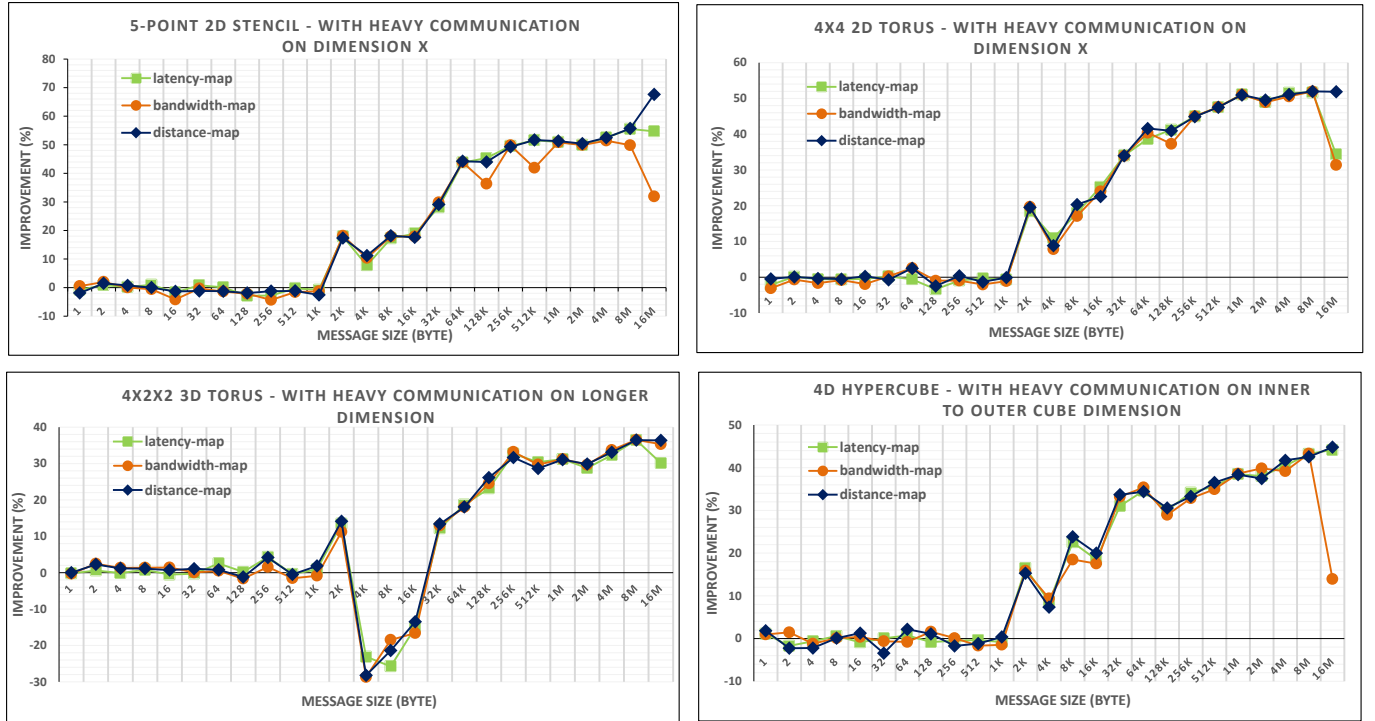 5-POINT 2D STENCIL - WITH HEAVY COMMUNICATION
ON DIMENSION X
80
70
60
50
40
30
20
10
0
-10
IMPROVEMENT (%)
latency-map
bandwidth-map
distance-map
1 2 4 8 16 32 64 128 256 512 1K 2K 4K 8K 16K 32K 64K 128K 256K 512K 1M 2M 4M 8M 16M
MESSAGE SIZE (BYTE)
4X4 2D TORUS - WITH HEAVY COMMUNICATION ON
DIMENSION X
60
50
40
30
20
10
0
-10
IMPROVEMENT (%)
latency-map
bandwidth-map
distance-map
1 2 4 8 16 32 64 128 256 512 1K 2K 4K 8K 16K 32K 64K 128K 256K 512K 1M 2M 4M 8M 16M
MESSAGE SIZE (BYTE)
4X2X2 3D TORUS - WITH HEAVY COMMUNICATION ON LONGER
DIMENSION
40
30
20
10
0
-10
-20
-30
IMPROVEMENT (%)
latency-map
bandwidth-map
distance-map
1 2 4 8 16 32 64 128 256 512 1K 2K 4K 8K 16K 32K 64K 128K 256K 512K 1M 2M 4M 8M 16M
MESSAGE SIZE (BYTE)
4D HYPERCUBE - WITH HEAVY COMMUNICATION ON INNER
TO OUTER CUBE DIMENSION
50
40
30
20
10
0
-10
IMPROVEMENT (%)
latency-map
bandwidth-map
distance-map
1 2 4 8 16 32 64 128 256 512 1K 2K 4K 8K 16K 32K 64K 128K 256K 512K 1M 2M 4M 8M 16M
MESSAGE SIZE (BYTE)